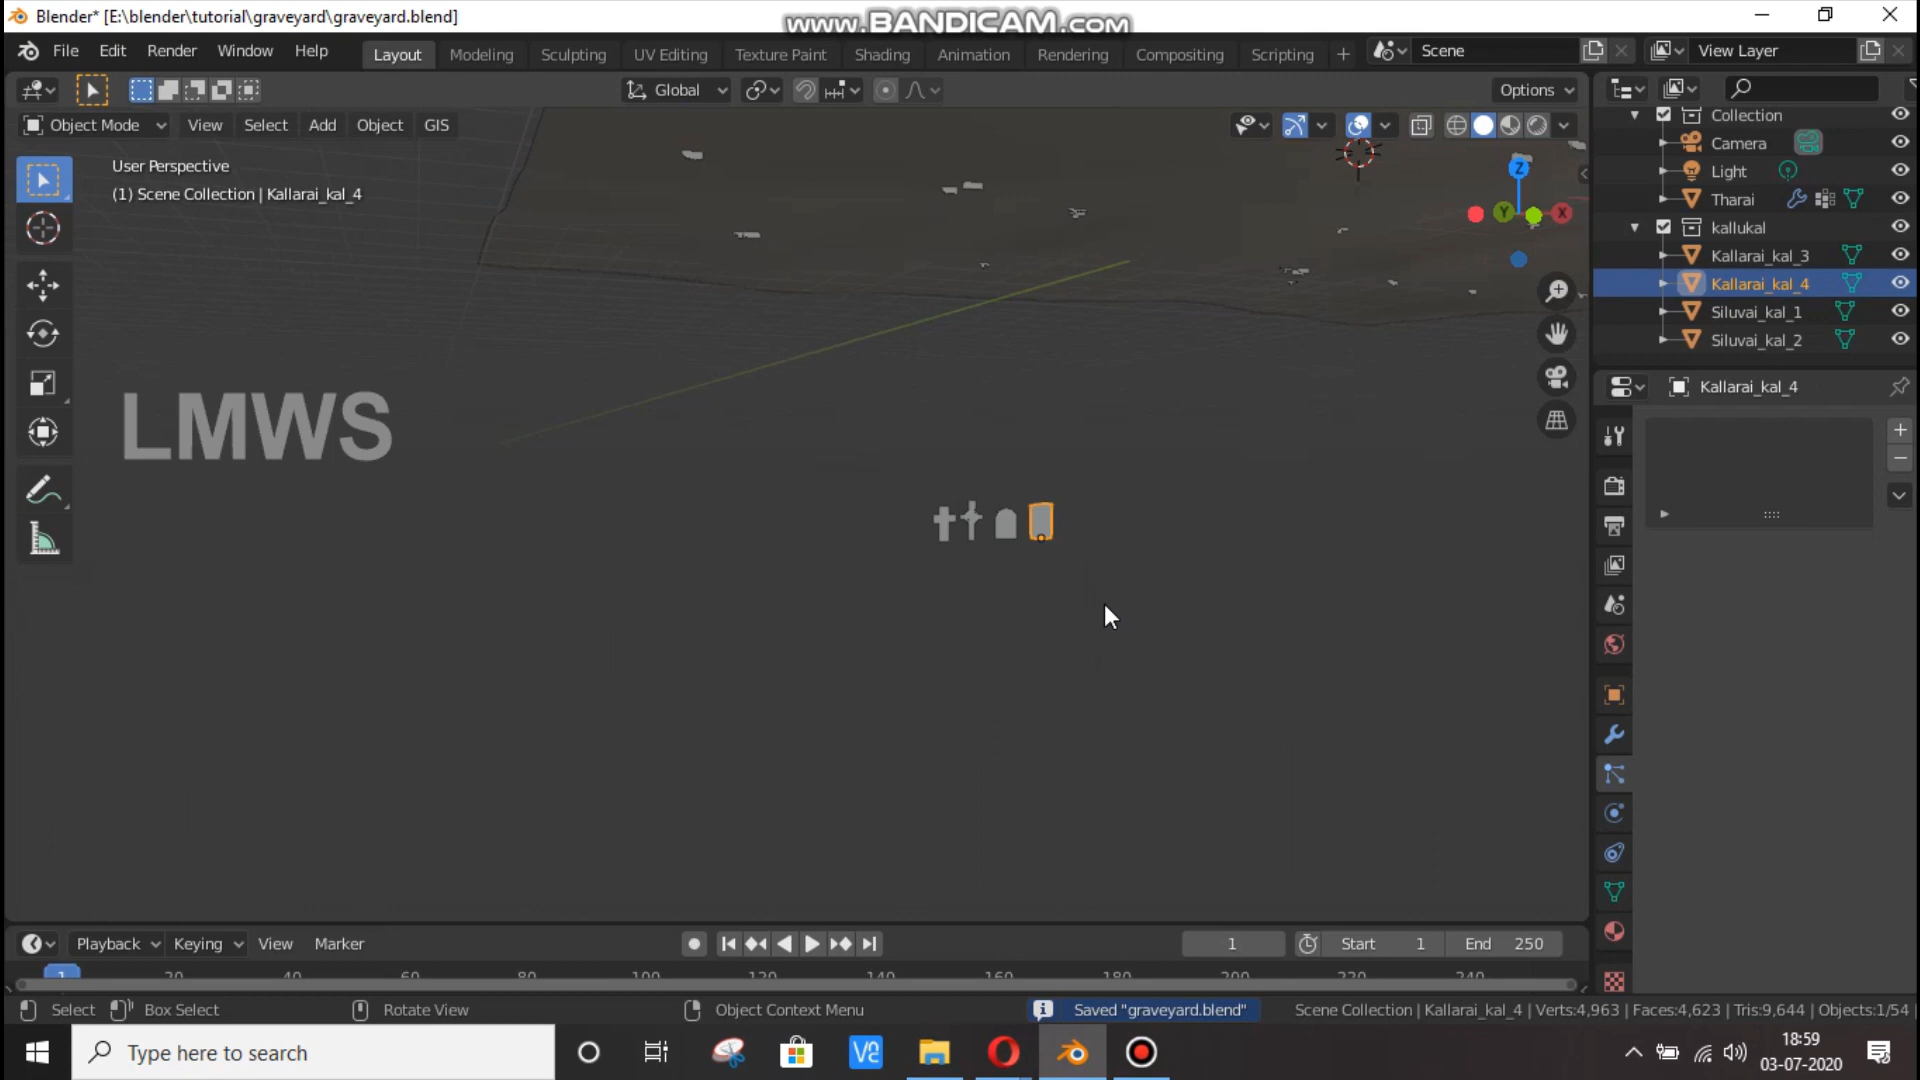 Blender* [E:\blender\tutorial\graveyard\graveyard.blend]
www.BANDICAM.com
File Edit Render Window Help
Layout Modeling Sculpting UV Editing Texture Paint Shading Animation Rendering Compositing Scripting +
Scene
View Layer
Global
Options
Object Mode View Select Add Object GIS
User Perspective
(1) Scene Collection | Kallarai_kal_4
Z
Y
X
Collection
Camera
Light
Tharai
kallukal
Kallarai_kal_3
Kallarai_kal_4
Siluvai_kal_1
Siluvai_kal_2
Kallarai_kal_4
LMWS
Playback Keying View Marker
1
Start 1
End 250
1 20 40 60 80 100 120 140 160 180 200 220 240
Select Box Select Rotate View Object Context Menu
Saved "graveyard.blend"
Scene Collection | Kallarai_kal_4 | Verts:4,963 | Faces:4,623 | Tris:9,644 | Objects:1/54
Type here to search
18:59
03-07-2020